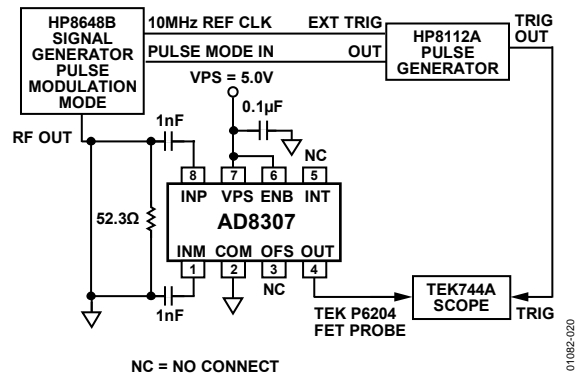 HP8648B
SIGNAL
GENERATOR
PULSE
MODULATION
MODE
10MHz REF CLK
EXT TRIG
PULSE MODE IN
OUT
HP8112A
PULSE
GENERATOR
TRIG
OUT
VPS = 5.0V
0.1µF
1nF
RF OUT
NC
8 7 6 5
INP VPS ENB INT
52.3Ω
AD8307
INM COM OFS OUT
1 2 3 4
NC
1nF
TEK P6204
FET PROBE
TEK744A
SCOPE
TRIG
NC = NO CONNECT
01082-020